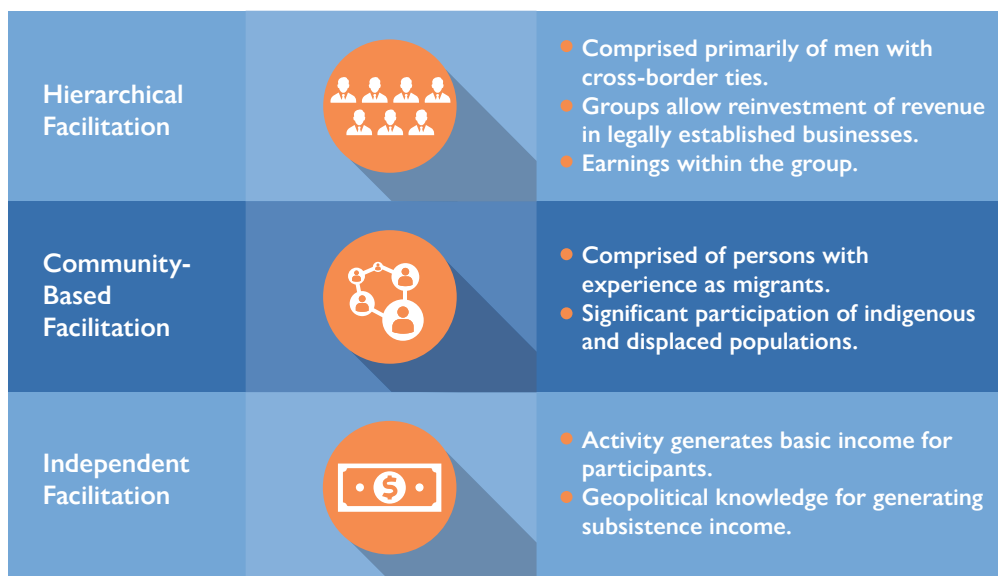 Hierarchical
Facilitation
Comprised primarily of men with
cross-border ties.
Groups allow reinvestment of revenue
in legally established businesses.
Earnings within the group.
Community-
Based
Facilitation
Comprised of persons with
experience as migrants.
Significant participation of indigenous
and displaced populations.
Independent
Facilitation
$
Activity generates basic income for
participants.
Geopolitical knowledge for generating
subsistence income.